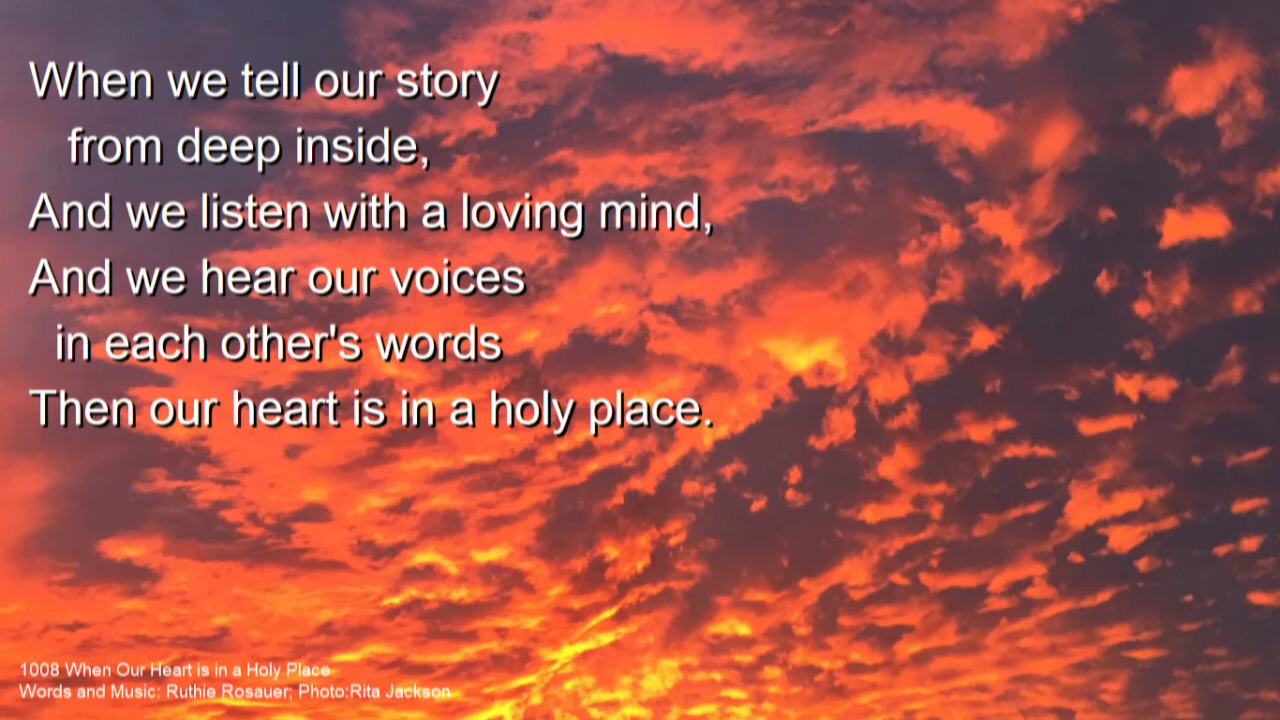 When we tell our story
from deep inside,
And we listen with a loving mind,
And we hear our voices
in each other's words
Then our heart is in a holy place.
1008 When Our Heart is in a Holy Place
Words and Music: Ruthie Rosauer; Photo:Rita Jackson